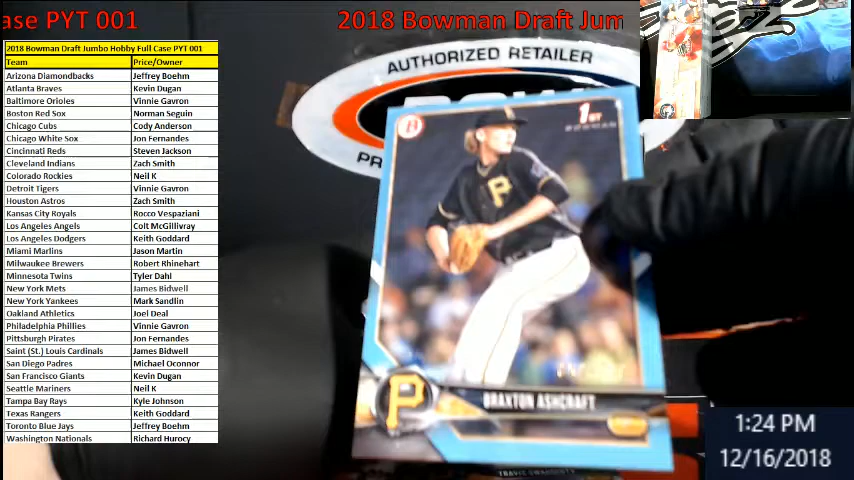 ase PYT 001
2018 Bowman Draft Jum
2018 Bowman Draft Jumbo Hobby Full Case PYT 001
Team Price/Owner
Arizona Diamondbacks Jeffrey Boehm
Atlanta Braves Kevin Dugan
Baltimore Orioles Vinnie Gavron
Boston Red Sox Norman Seguin
Chicago Cubs Cody Anderson
Chicago White Sox Jon Fernandes
Cincinnati Reds Steven Jackson
Cleveland Indians Zach Smith
Colorado Rockies Neil K
Detroit Tigers Vinnie Gavron
Houston Astros Zach Smith
Kansas City Royals Rocco Vespaziani
Los Angeles Angels Colt McGillivray
Los Angeles Dodgers Keith Goddard
Miami Marlins Jason Martin
Milwaukee Brewers Robert Rhinehart
Minnesota Twins Tyler Dahl
New York Mets James Bidwell
New York Yankees Mark Sandlin
Oakland Athletics Joel Deal
Philadelphia Phillies Vinnie Gavron
Pittsburgh Pirates Jon Fernandes
Saint (St.) Louis Cardinals James Bidwell
San Diego Padres Michael Oconnor
San Francisco Giants Kevin Dugan
Seattle Mariners Neil K
Tampa Bay Rays Kyle Johnson
Texas Rangers Keith Goddard
Toronto Blue Jays Jeffrey Boehm
Washington Nationals Richard Hurocy
AUTHORIZED RETAILER
PR
B
1ST
P
P
BRAXTON ASHCRAFT
1:24 PM
12/16/2018